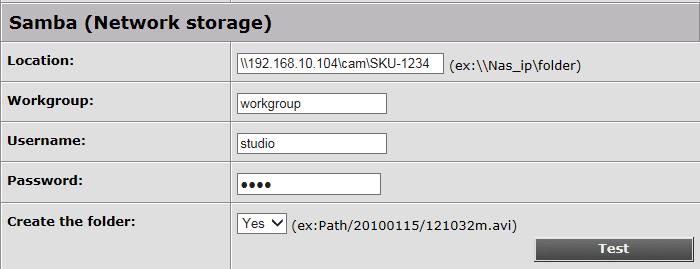 Samba (Network storage)
Location: \\192.168.10.104\cam\SKU-1234 (ex:\\Nas_ip\folder)
Workgroup: workgroup
Username: studio
Password: ●●●●
Create the folder: Yes (ex:Path/20100115/121032m.avi)
Test